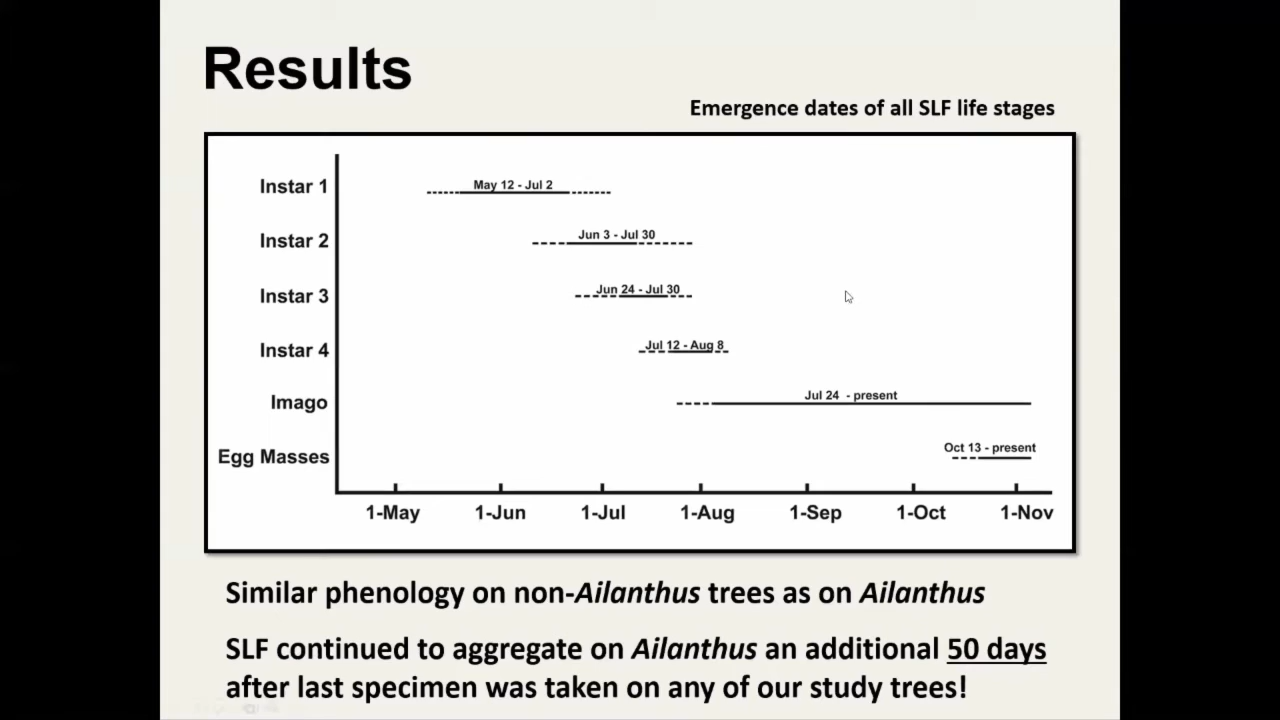 Results
Emergence dates of all SLF life stages
Instar 1
May 12 - Jul 2
Instar 2
Jun 3 - Jul 30
Instar 3
Jun 24 - Jul 30
Instar 4
Jul 12 - Aug 8
Imago
Jul 24 - present
Egg Masses
Oct 13 - present
1-May 1-Jun 1-Jul 1-Aug 1-Sep 1-Oct 1-Nov
Similar phenology on non-Ailanthus trees as on Ailanthus
SLF continued to aggregate on Ailanthus an additional 50 days
after last specimen was taken on any of our study trees!